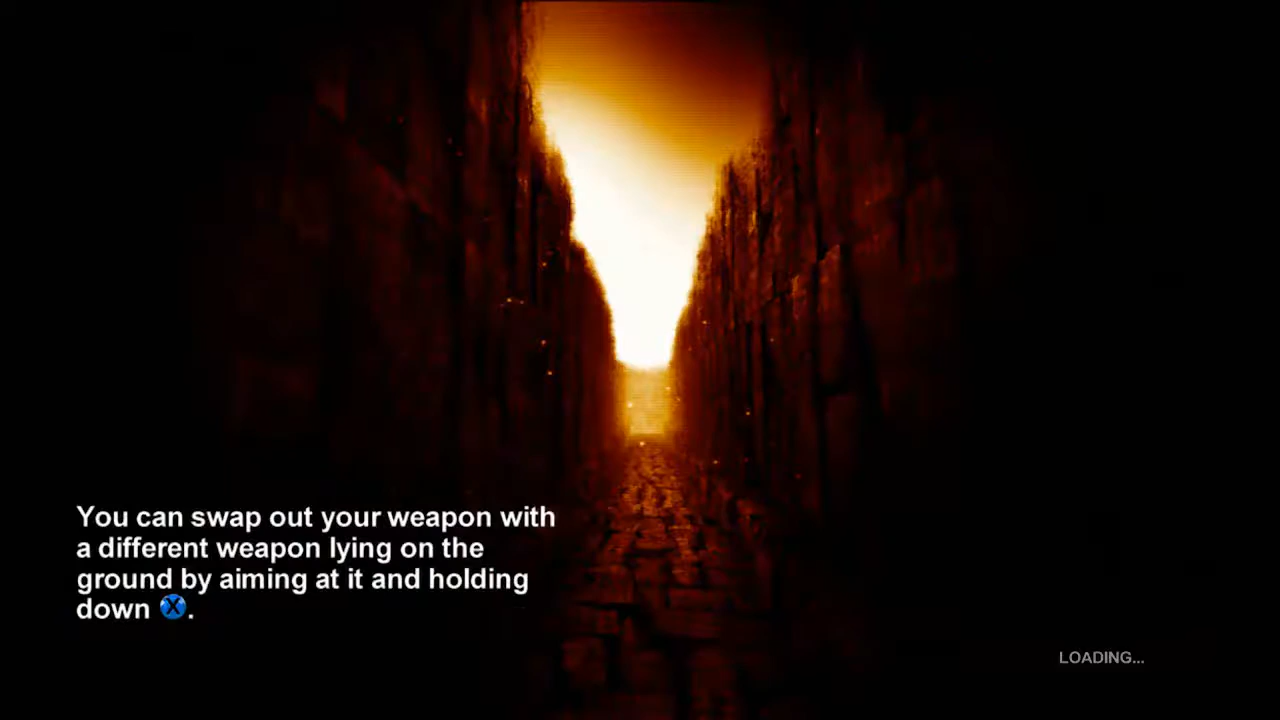 You can swap out your weapon with
a different weapon lying on the
ground by aiming at it and holding
down X.
LOADING...